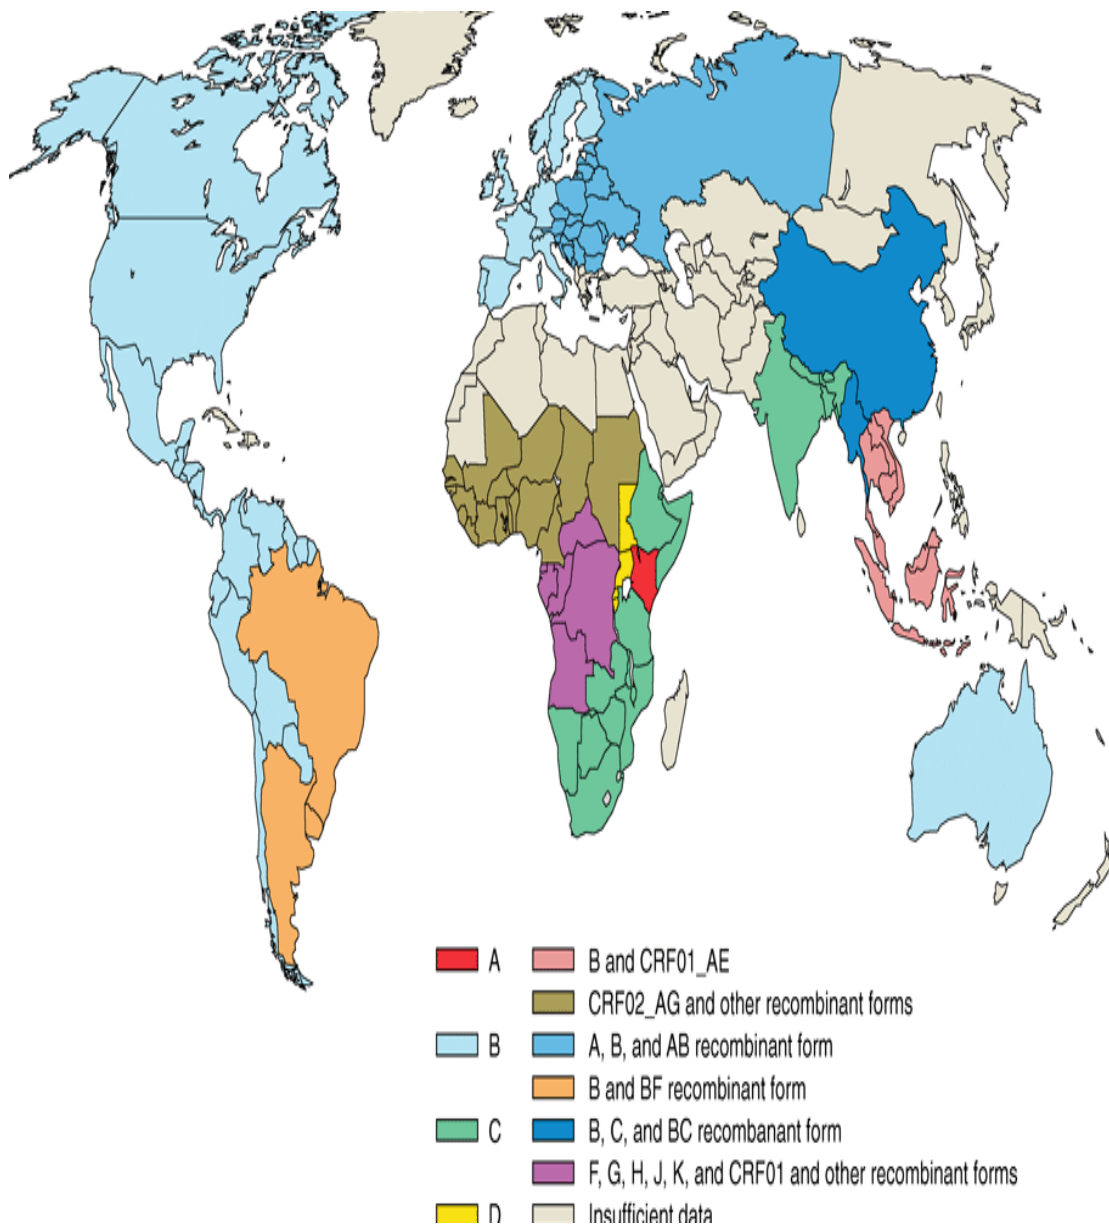 A B and CRF01_AE
CRF02_AG and other recombinant forms
B A, B, and AB recombinant form
B and BF recombinant form
C B, C, and BC recombanant form
F, G, H, J, K, and CRF01 and other recombinant forms
D Insufficient data